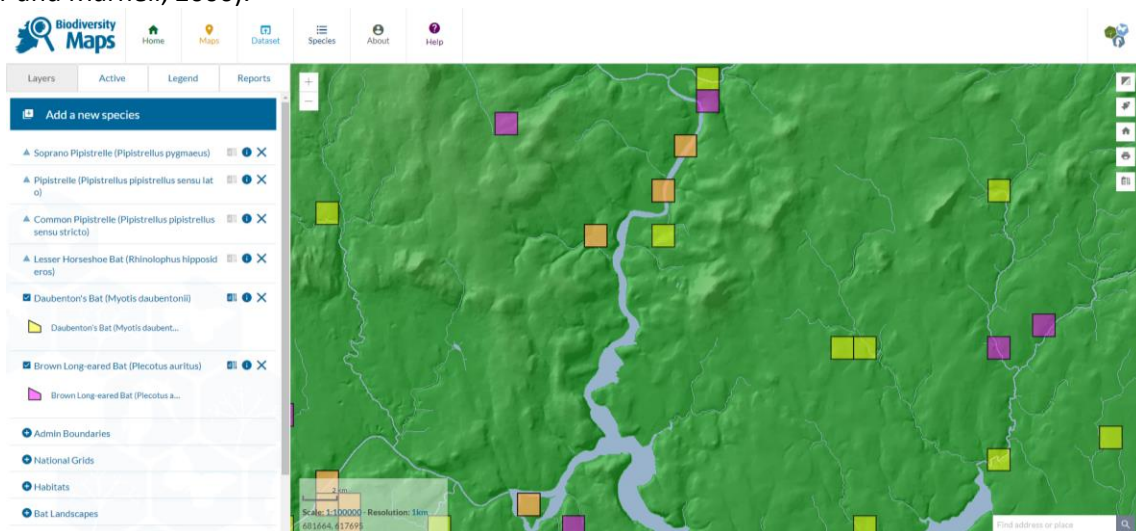 Biodiversity
Maps
Home
Maps
Dataset
Species
About
Help
Layers
Active
Legend
Reports
Add a new species
Soprano Pipistrelle (Pipistrellus pygmaeus)
Pipistrelle (Pipistrellus pipistrellus sensu lat
o)
Common Pipistrelle (Pipistrellus pipistrellus
sensu stricto)
Lesser Horseshoe Bat (Rhinolophus hipposid
eros)
Daubenton's Bat (Myotis daubentonii)
Daubenton's Bat (Myotis daubent...
Brown Long-eared Bat (Plecotus auritus)
Brown Long-eared Bat (Plecotus a...
Admin Boundaries
National Grids
Habitats
Bat Landscapes
2 km
Scale: 1:100000 - Resolution: 1km
681664, 617695
Find address or place